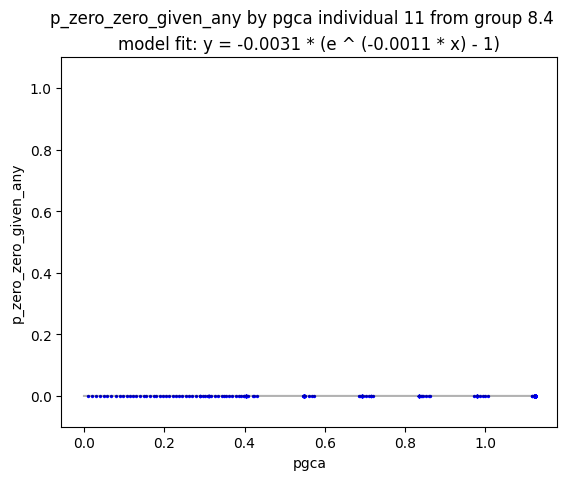 p_zero_zero_given_any by pgca individual 11 from group 8.4
model fit: y = -0.0031 * (e ^ (-0.0011 * x) - 1)
1.0
0.8
0.6
0.4
0.2
0.0
p_zero_zero_given_any
0.0 0.2 0.4 0.6 0.8 1.0
pgca